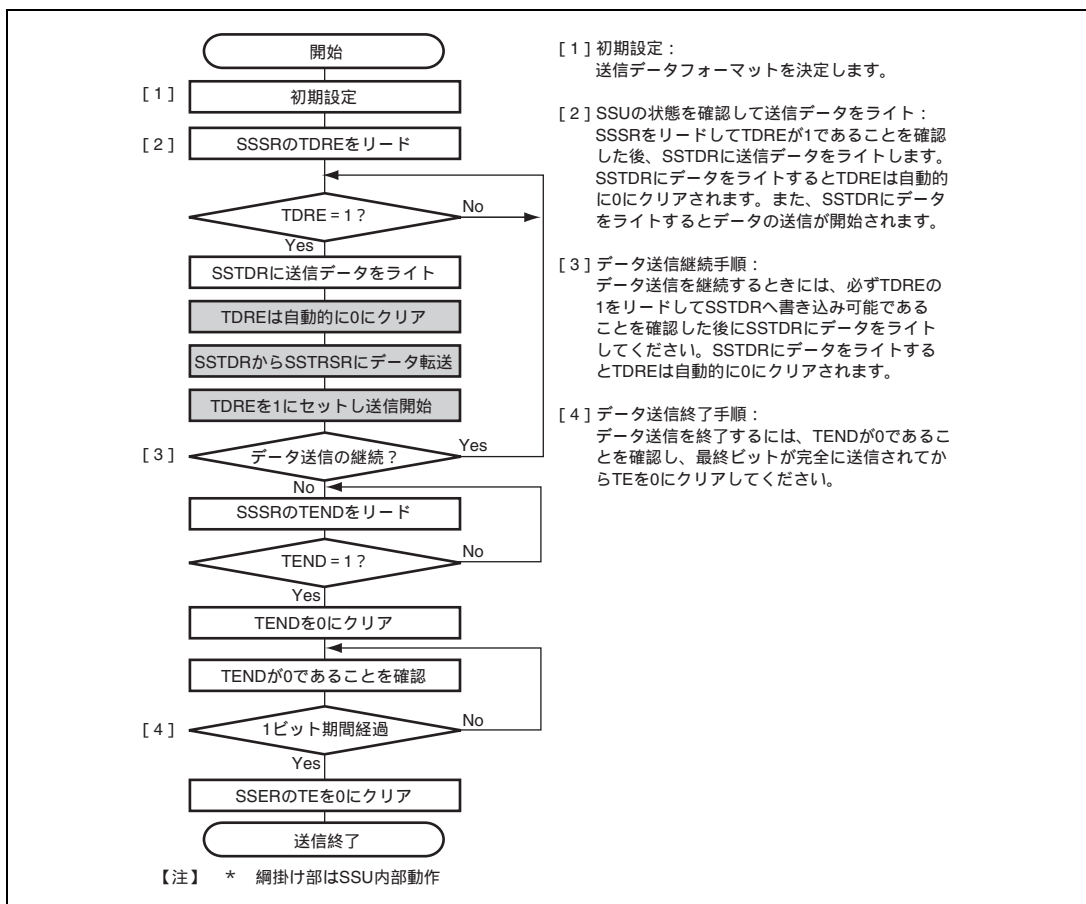 開始
[1] 初期設定
[2] SSSRのTDREをリード
TDRE = 1？ No
Yes
SSTDRに送信データをライト
TDREは自動的に0にクリア
SSTDRからSSTRSRにデータ転送
TDREを1にセットし送信開始
[3] データ送信の継続？ Yes
No
SSSRのTENDをリード
TEND = 1？ No
Yes
TENDを0にクリア
TENDが0であることを確認
[4] 1ビット期間経過 No
Yes
SSERのTEを0にクリア
送信終了
【注】 * 網掛け部はSSU内部動作
[1] 初期設定：
送信データフォーマットを決定します。
[2] SSUの状態を確認して送信データをライト：
SSSRをリードしてTDREが1であることを確認
した後、SSTDRに送信データをライトします。
SSTDRにデータをライトするとTDREは自動的
に0にクリアされます。また、SSTDRにデータ
をライトするとデータの送信が開始されます。
[3] データ送信継続手順：
データ送信を継続するときには、必ずTDREの
1をリードしてSSTDRへ書き込み可能である
ことを確認した後にSSTDRにデータをライト
してください。SSTDRにデータをライトする
とTDREは自動的に0にクリアされます。
[4] データ送信終了手順：
データ送信を終了するには、TENDが0であるこ
とを確認し、最終ビットが完全に送信されてか
らTEを0にクリアしてください。